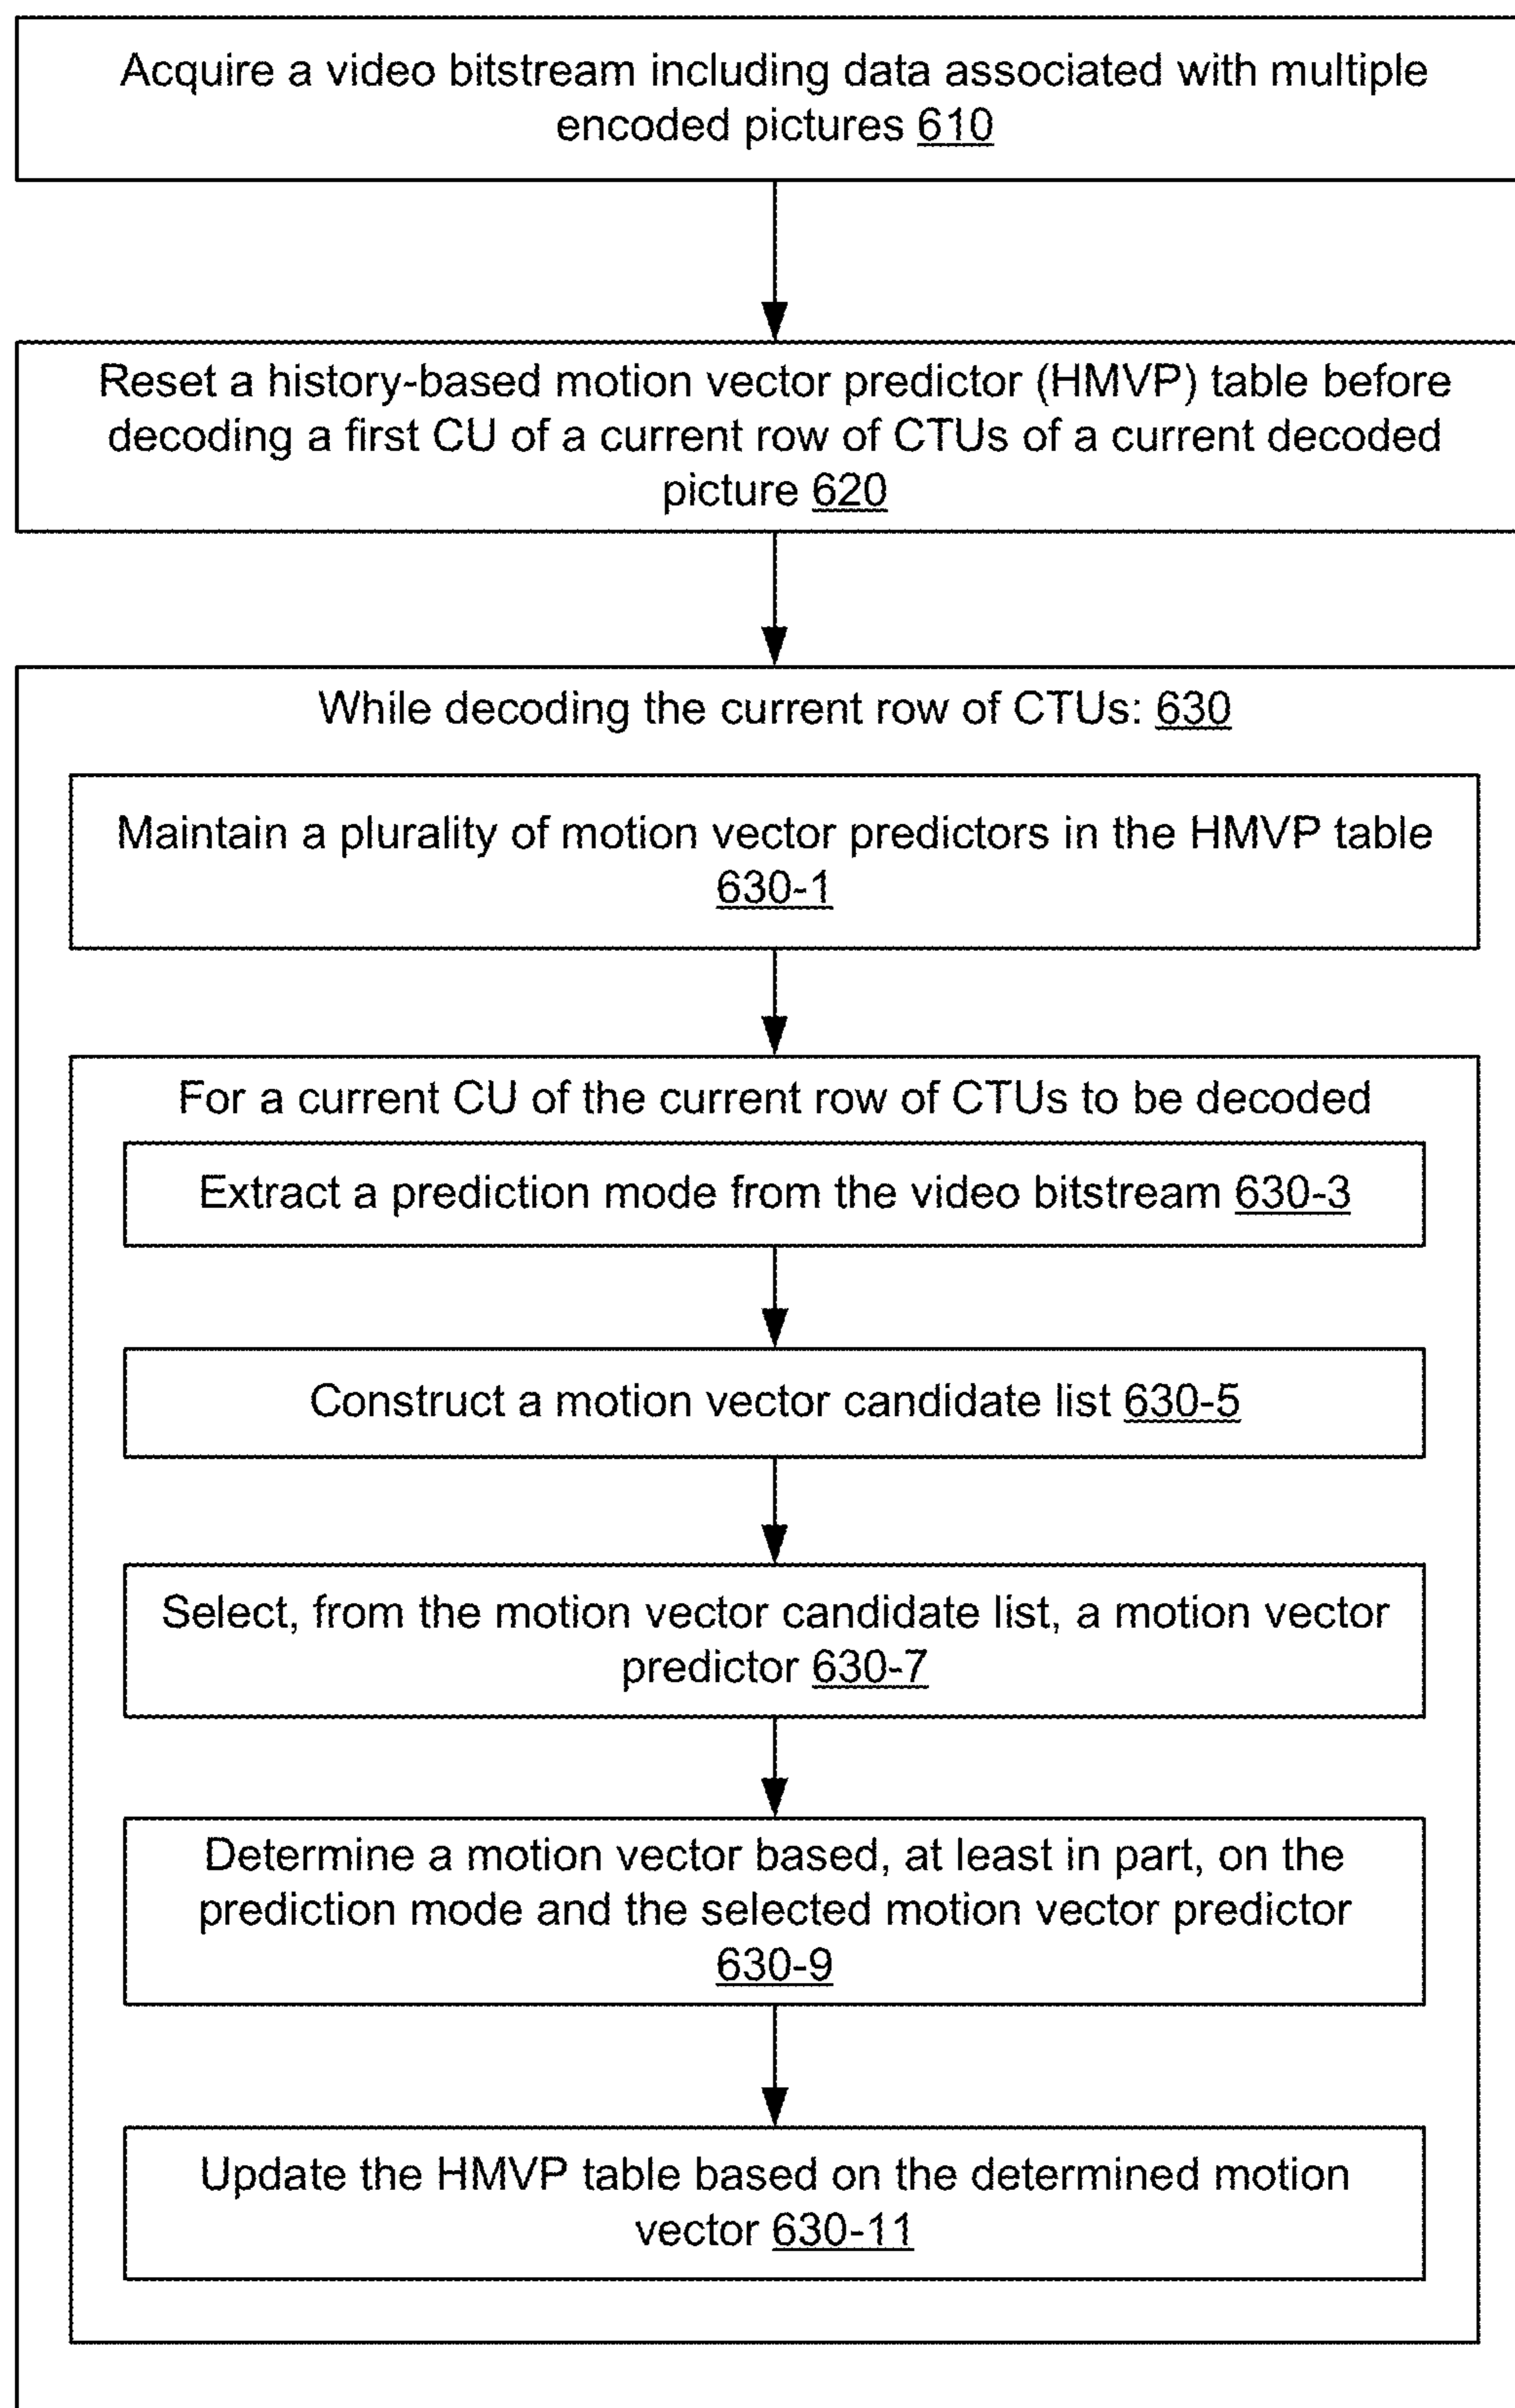 Acquire a video bitstream including data associated with multiple
encoded pictures 610
Reset a history-based motion vector predictor (HMVP) table before
decoding a first CU of a current row of CTUs of a current decoded
picture 620
While decoding the current row of CTUs: 630
Maintain a plurality of motion vector predictors in the HMVP table
630-1
For a current CU of the current row of CTUs to be decoded
Extract a prediction mode from the video bitstream 630-3
Construct a motion vector candidate list 630-5
Select, from the motion vector candidate list, a motion vector
predictor 630-7
Determine a motion vector based, at least in part, on the
prediction mode and the selected motion vector predictor
630-9
Update the HMVP table based on the determined motion
vector 630-11